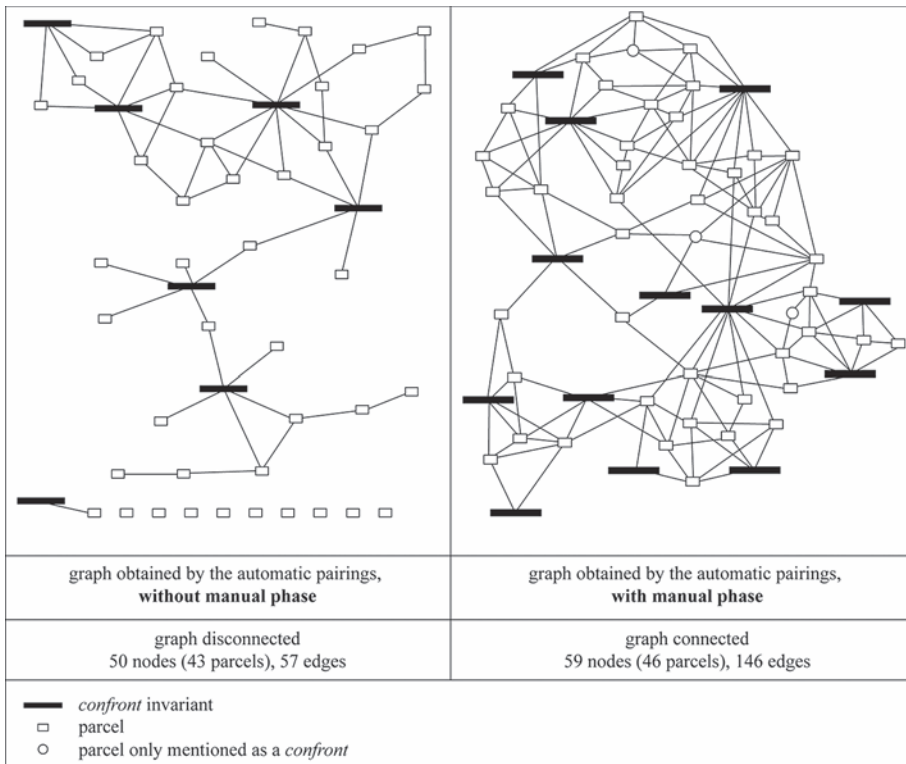 graph obtained by the automatic pairings,
without manual phase
graph obtained by the automatic pairings,
with manual phase
graph disconnected
50 nodes (43 parcels), 57 edges
graph connected
59 nodes (46 parcels), 146 edges
confront invariant
parcel
parcel only mentioned as a confront